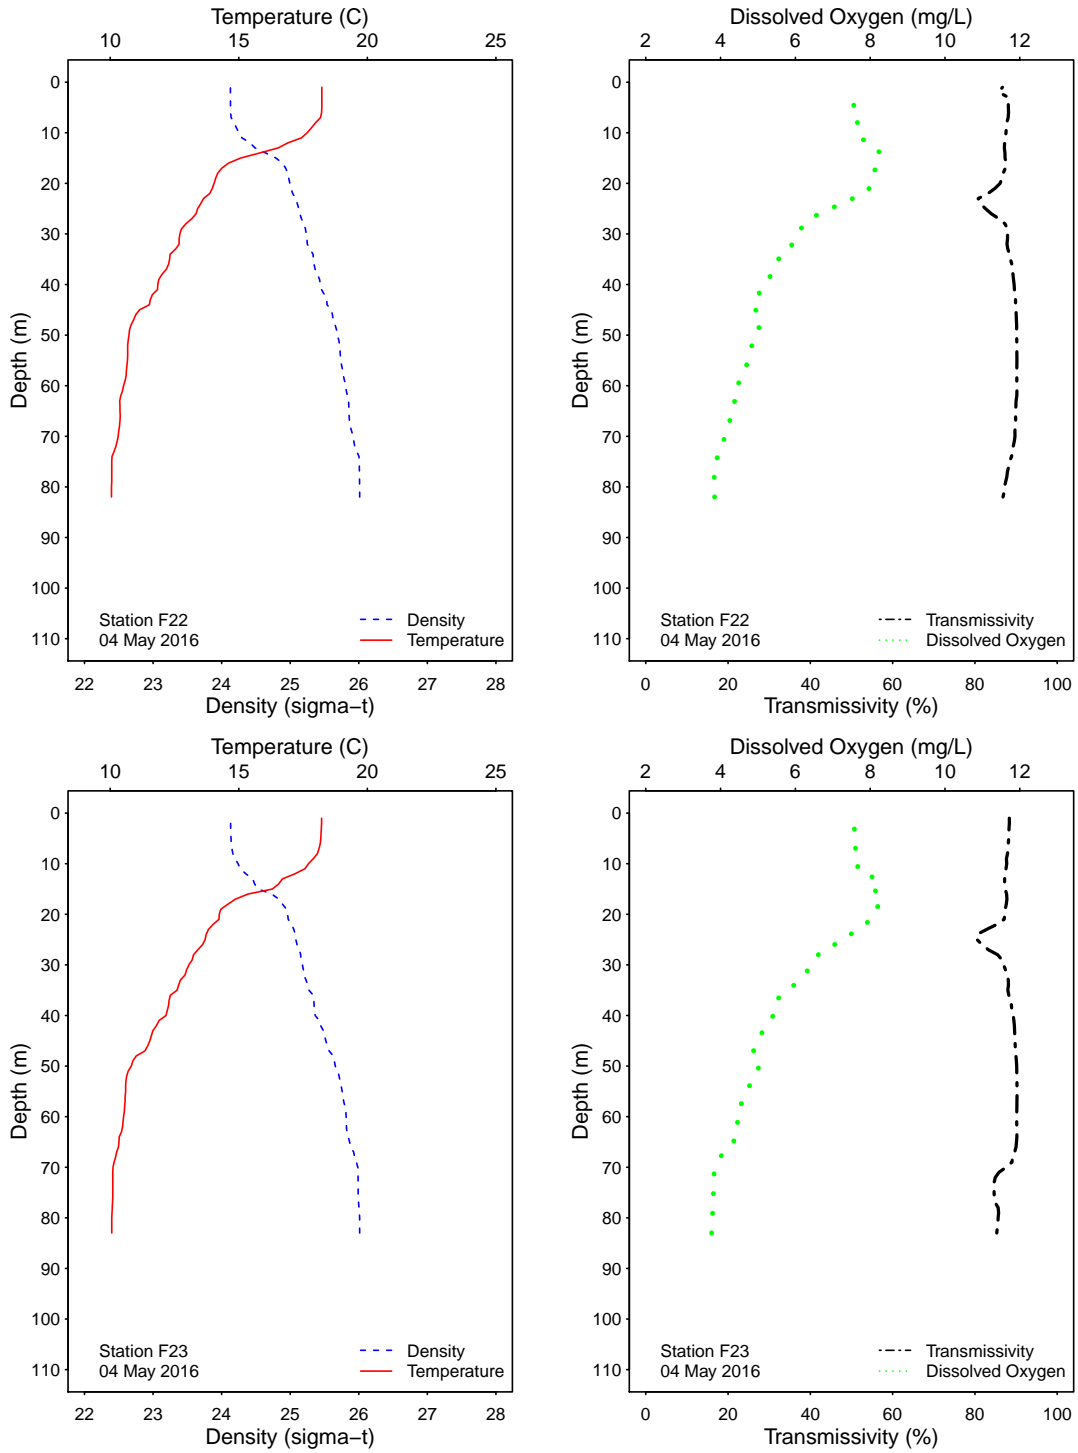 Temperature (C)
10 15 20 25
0
10
20
30
40
50
60
70
80
90
100
110
Depth (m)
Station F22
04 May 2016
Density
Temperature
22 23 24 25 26 27 28
Density (sigma−t)
Dissolved Oxygen (mg/L)
2 4 6 8 10 12
0
10
20
30
40
50
60
70
80
90
100
110
Depth (m)
Station F22
04 May 2016
Transmissivity
Dissolved Oxygen
0 20 40 60 80 100
Transmissivity (%)
Temperature (C)
10 15 20 25
0
10
20
30
40
50
60
70
80
90
100
110
Depth (m)
Station F23
04 May 2016
Density
Temperature
22 23 24 25 26 27 28
Density (sigma−t)
Dissolved Oxygen (mg/L)
2 4 6 8 10 12
0
10
20
30
40
50
60
70
80
90
100
110
Depth (m)
Station F23
04 May 2016
Transmissivity
Dissolved Oxygen
0 20 40 60 80 100
Transmissivity (%)